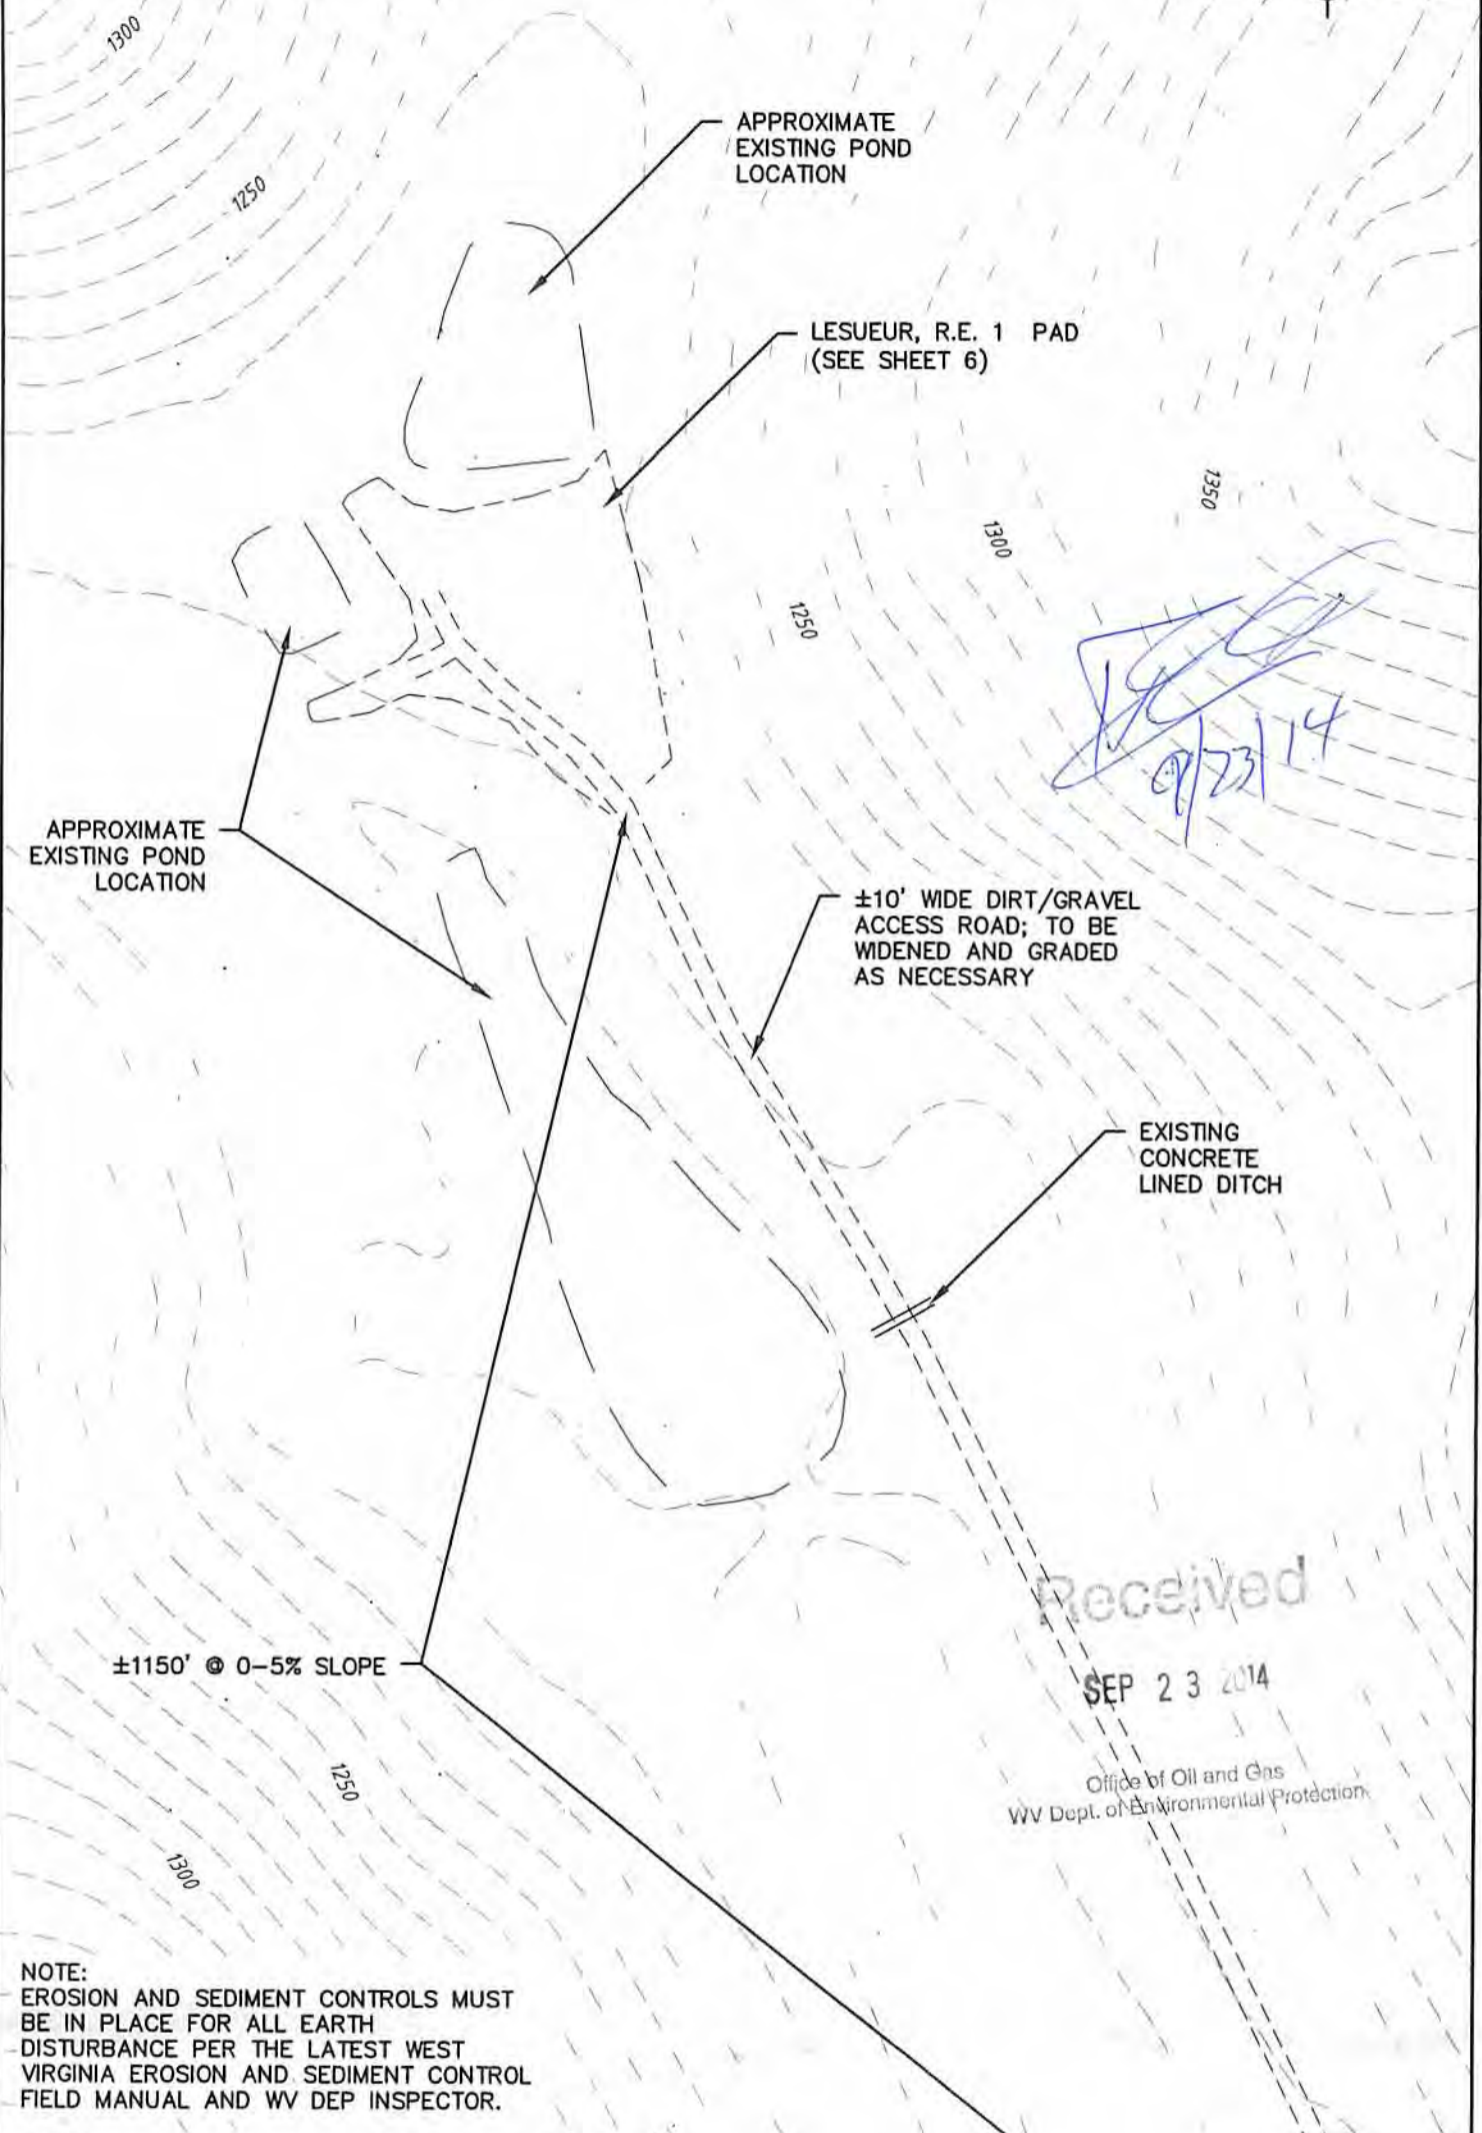 1300
1250
APPROXIMATE
EXISTING POND
LOCATION
LESUEUR, R.E. 1 PAD
(SEE SHEET 6)
1350
1300
1250
9/23/14
APPROXIMATE
EXISTING POND
LOCATION
±10' WIDE DIRT/GRAVEL
ACCESS ROAD; TO BE
WIDENED AND GRADED
AS NECESSARY
EXISTING
CONCRETE
LINED DITCH
Received
±1150' @ 0-5% SLOPE
SEP 23 2014
Office of Oil and Gas
WV Dept. of Environmental Protection
1250
1300
NOTE:
EROSION AND SEDIMENT CONTROLS MUST
BE IN PLACE FOR ALL EARTH
DISTURBANCE PER THE LATEST WEST
VIRGINIA EROSION AND SEDIMENT CONTROL
FIELD MANUAL AND WV DEP INSPECTOR.